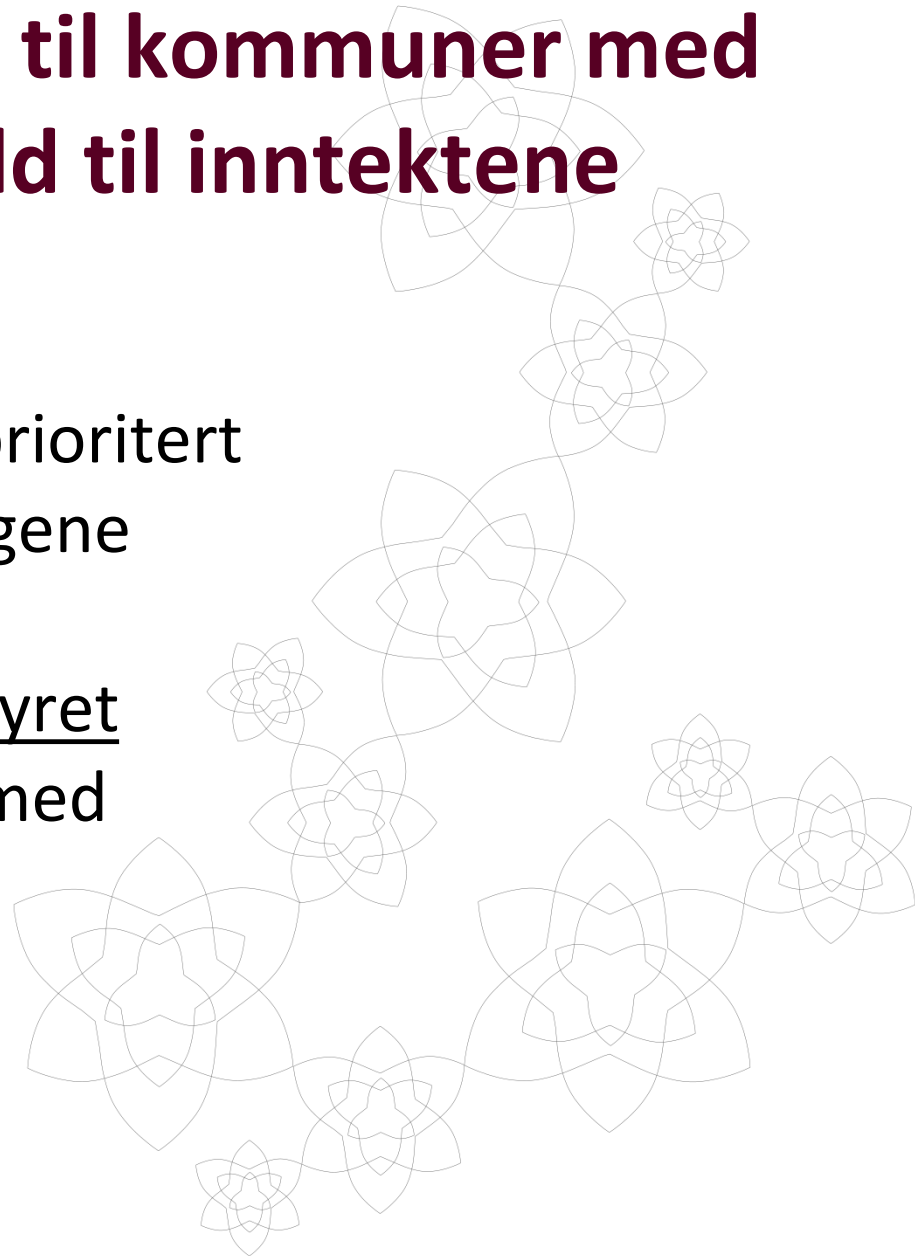 til kommuner med
ld til inntektene
rioritert
gene
yret
med